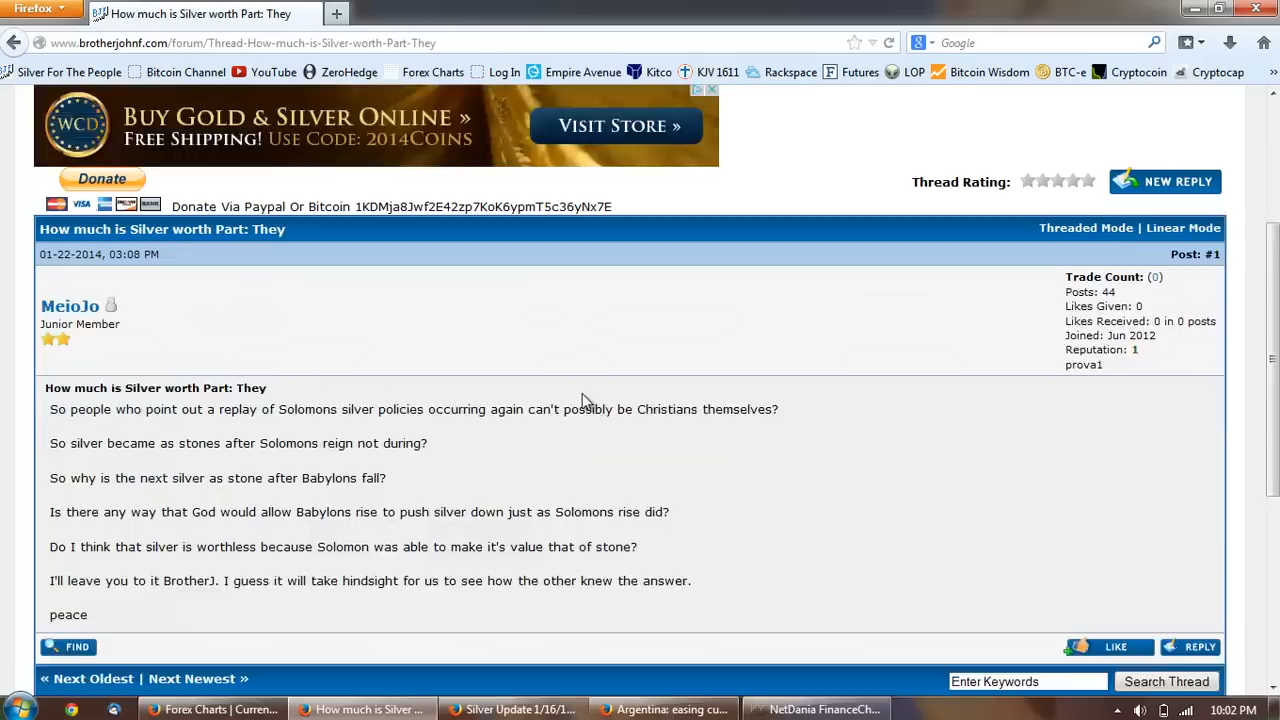 Firefox
How much is Silver worth Part: They
www.brotherjohnf.com/forum/Thread-How-much-is-Silver-worth-Part-They
Google
Silver For The People Bitcoin Channel YouTube ZeroHedge Forex Charts Log In Empire Avenue Kitco KJV 1611 Rackspace Futures LOP Bitcoin Wisdom BTC-e Cryptocoin Cryptocap »
WCD
BUY GOLD & SILVER ONLINE »
FREE SHIPPING! USE CODE: 2014COINS
VISIT STORE »
Donate
VISA BANK
Donate Via Paypal Or Bitcoin 1KDMja8Jwf2E42zp7KoK6ypmT5c36yNx7E
Thread Rating:
NEW REPLY
How much is Silver worth Part: They
Threaded Mode | Linear Mode
01-22-2014, 03:08 PM
Post: #1
MeioJo
Junior Member
Trade Count: (0)
Posts: 44
Likes Given: 0
Likes Received: 0 in 0 posts
Joined: Jun 2012
Reputation: 1
prova1
How much is Silver worth Part: They
So people who point out a replay of Solomons silver policies occurring again can't possibly be Christians themselves?
So silver became as stones after Solomons reign not during?
So why is the next silver as stone after Babylons fall?
Is there any way that God would allow Babylons rise to push silver down just as Solomons rise did?
Do I think that silver is worthless because Solomon was able to make it's value that of stone?
I'll leave you to it BrotherJ. I guess it will take hindsight for us to see how the other knew the answer.
peace
FIND
LIKE
REPLY
« Next Oldest | Next Newest »
Enter Keywords
Search Thread
Forex Charts | Curren...
How much is Silver ...
Silver Update 1/16/1...
Argentina: easing cu...
NetDania FinanceCh...
10:02 PM